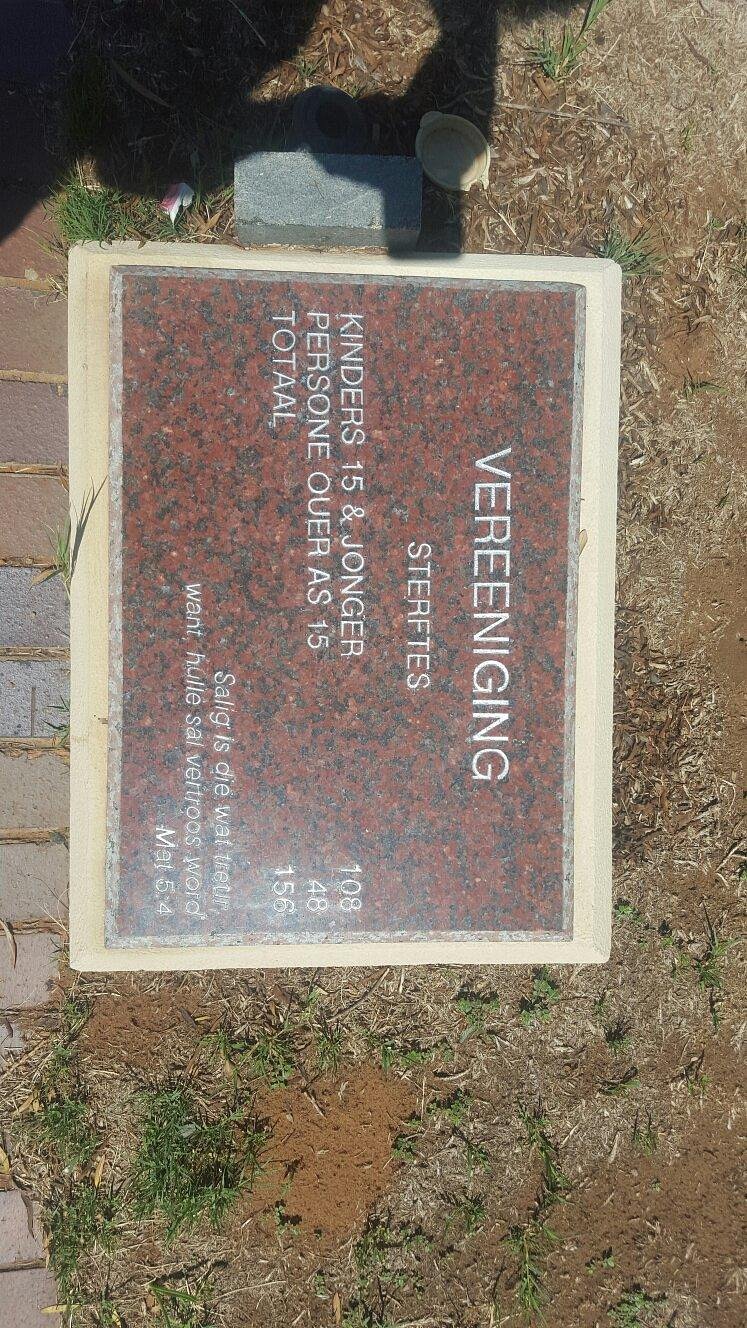 VEREENIGING
STERFTES
KINDERS 15 & JONGER 108
PERSONE OUER AS 15 48
TOTAAL 156
Salig is die wat treur,
want hulle sal vertroos word
Mat 5:4